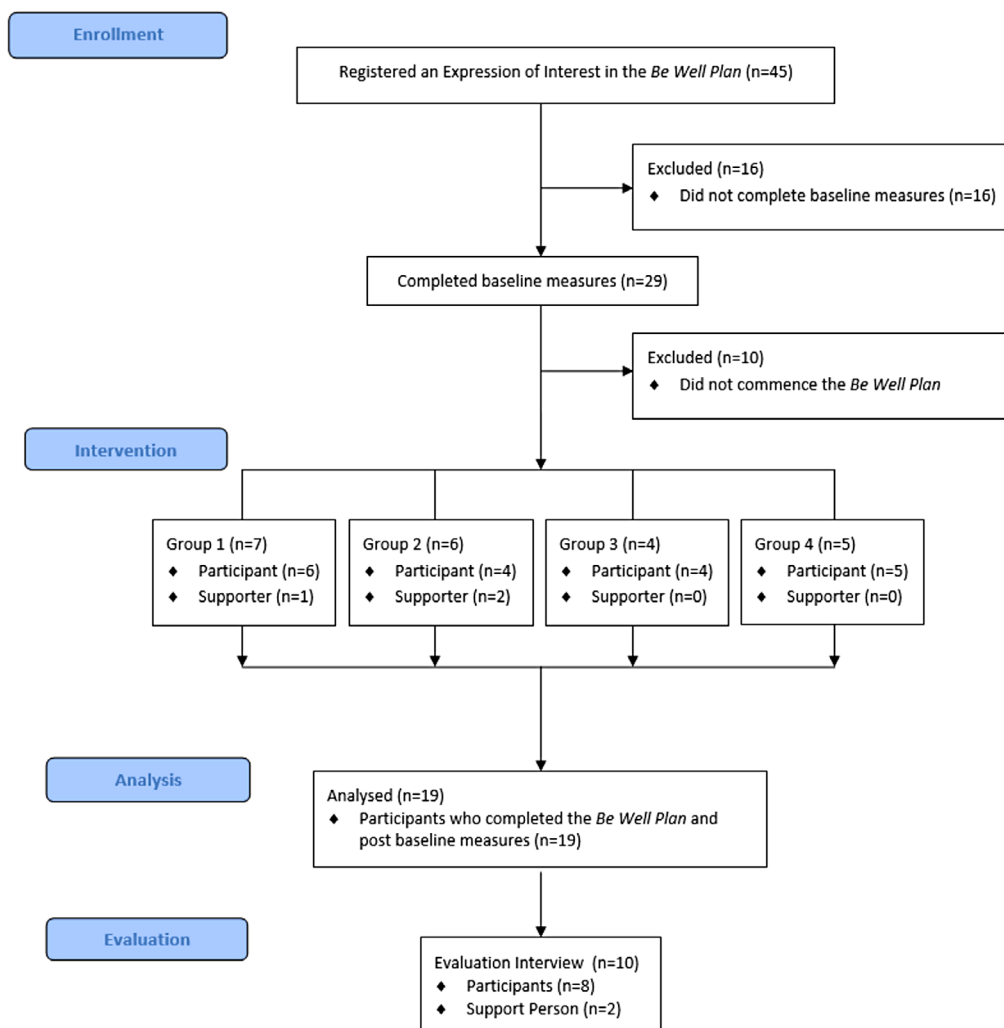 Enrollment
Registered an Expression of Interest in the Be Well Plan (n=45)
Excluded (n=16)
♦ Did not complete baseline measures (n=16)
Completed baseline measures (n=29)
Excluded (n=10)
♦ Did not commence the Be Well Plan
Intervention
Group 1 (n=7)
♦ Participant (n=6)
♦ Supporter (n=1)
Group 2 (n=6)
♦ Participant (n=4)
♦ Supporter (n=2)
Group 3 (n=4)
♦ Participant (n=4)
♦ Supporter (n=0)
Group 4 (n=5)
♦ Participant (n=5)
♦ Supporter (n=0)
Analysis
Analysed (n=19)
♦ Participants who completed the Be Well Plan and
post baseline measures (n=19)
Evaluation
Evaluation Interview (n=10)
♦ Participants (n=8)
♦ Support Person (n=2)